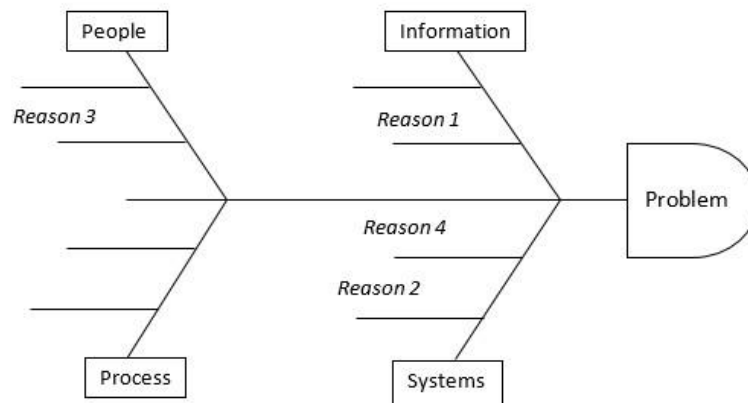 People
Information
Reason 3
Reason 1
Problem
Reason 4
Reason 2
Process
Systems